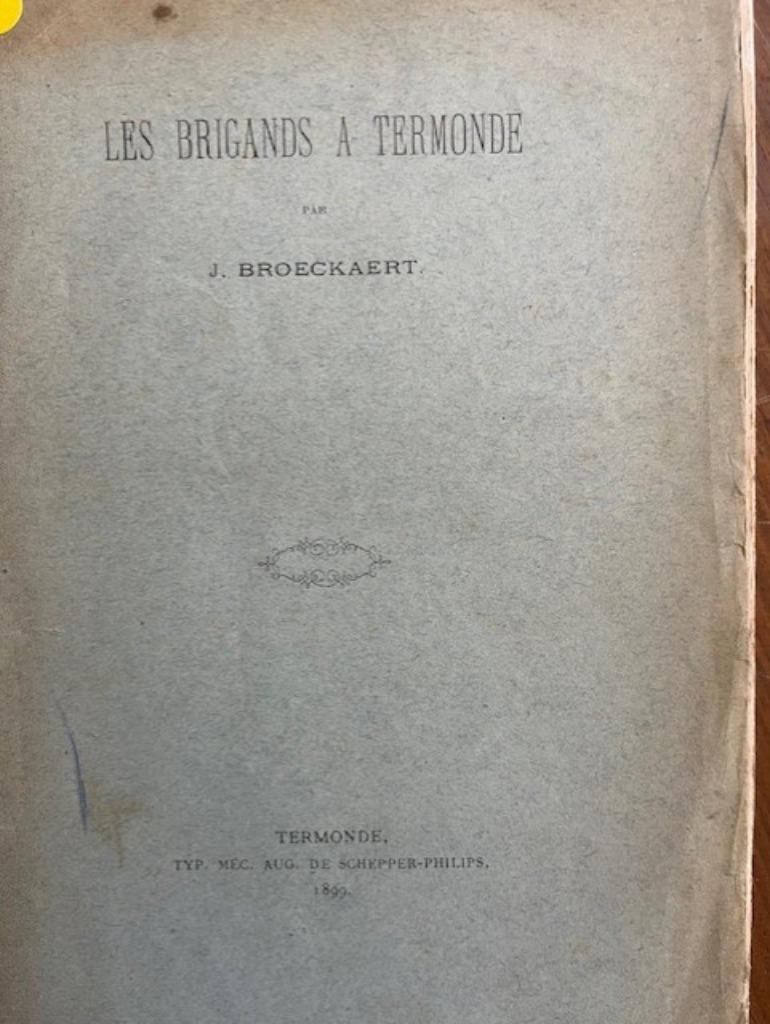 LES BRIGANDS A TERMONDE
PAR
J. BROECKAERT.
TERMONDE,
TYP. MÉC. AUG. DE SCHEPPER-PHILIPS,
1899.